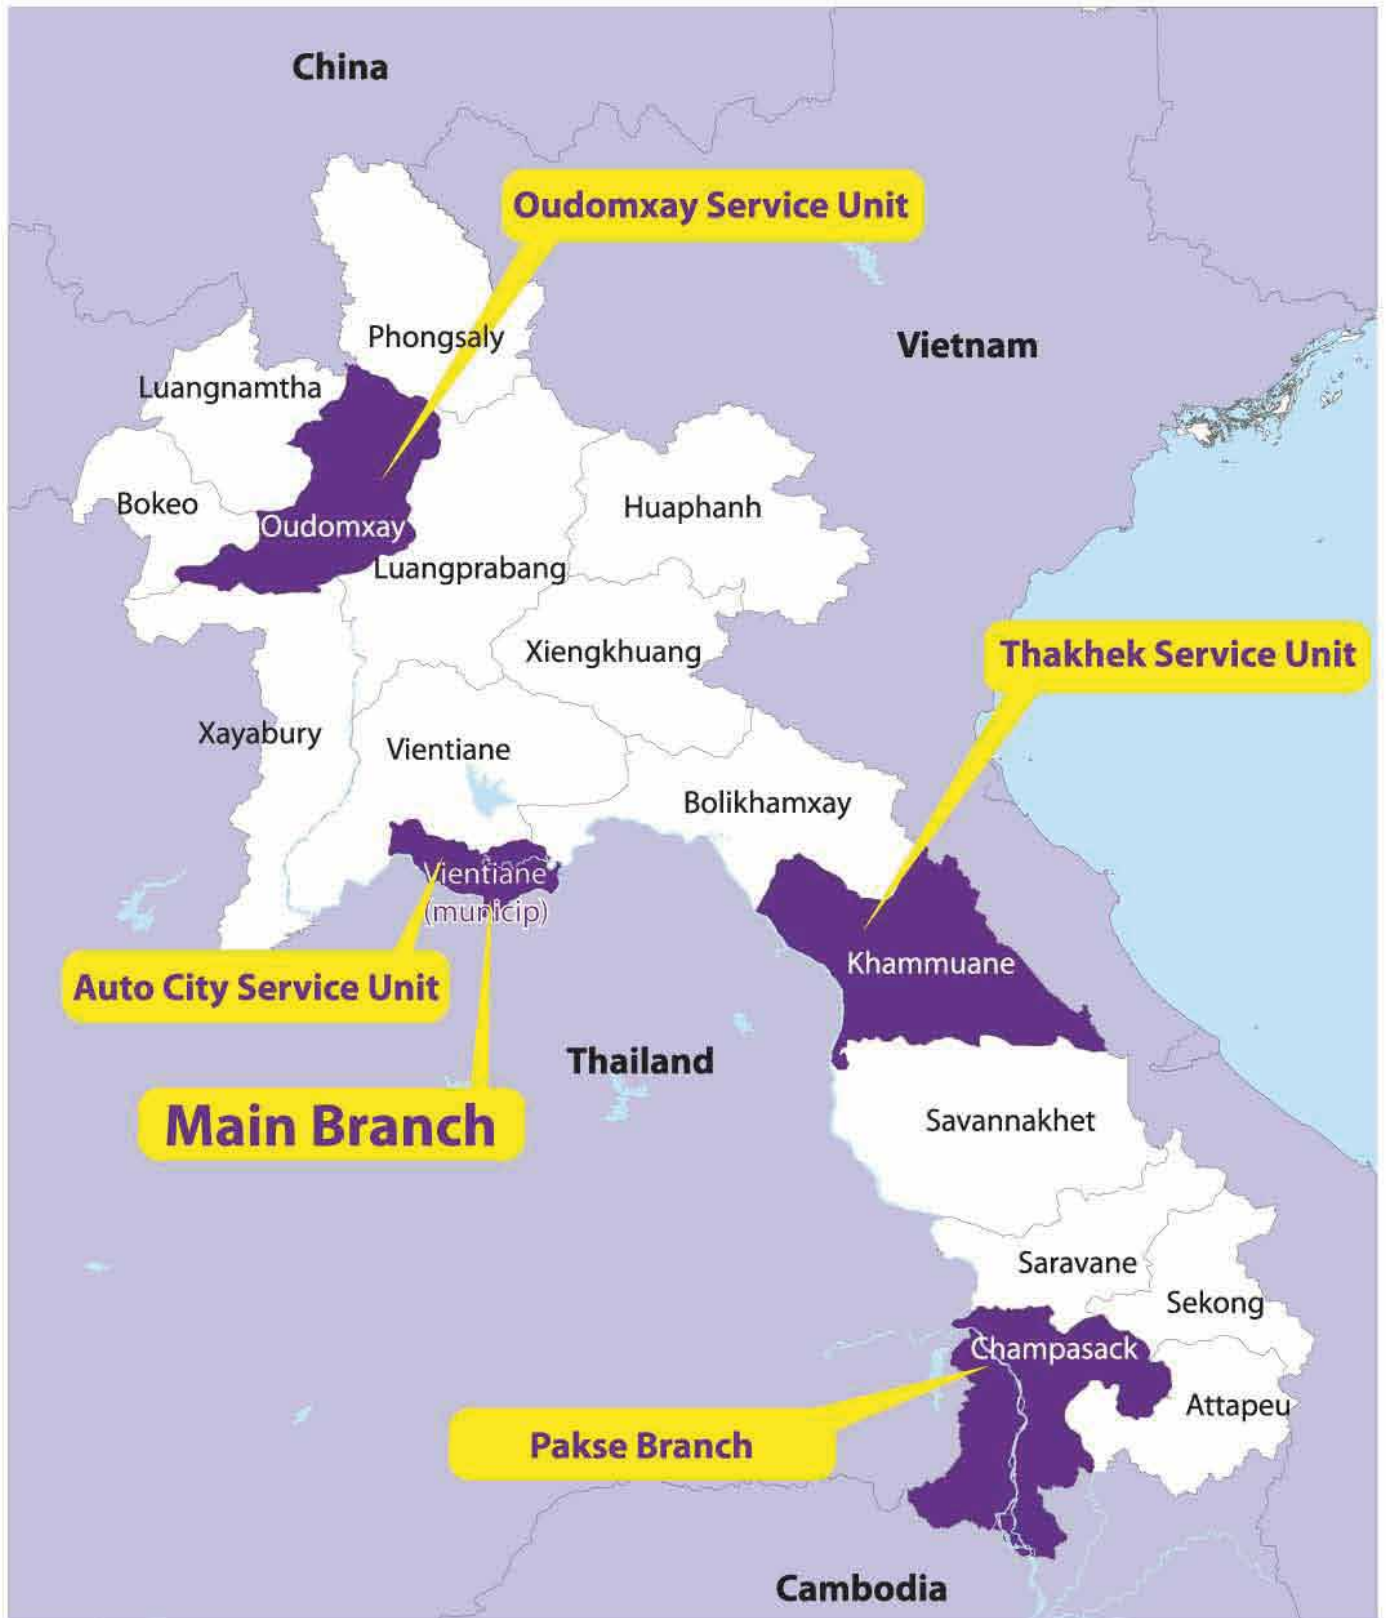 China
Oudomxay Service Unit
Phongsaly
Vietnam
Luangnamtha
Bokeo
Huaphanh
Oudomxay
Luangprabang
Xiengkhuang
Thakhek Service Unit
Xayabury
Vientiane
Bolikhamxay
Vientiane
(municip)
Khammuane
Auto City Service Unit
Thailand
Main Branch
Savannakhet
Saravane
Sekong
Champasack
Attapeu
Pakse Branch
Cambodia